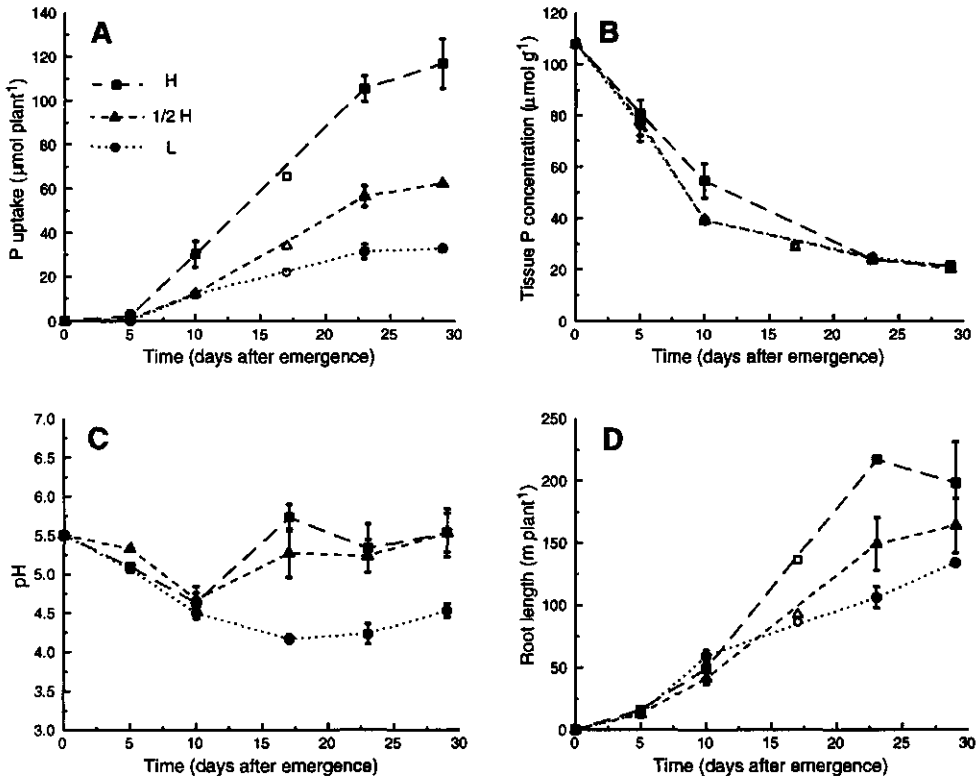 A
P uptake (μmol plant¹)
140
120
100
80
60
40
20
0
H
1/2 H
L
0 5 10 15 20 25 30
Time (days after emergence)
B
Tissue P concentration (μmol g⁻¹)
120
100
80
60
40
20
0
0 5 10 15 20 25 30
Time (days after emergence)
C
pH
7.0
6.5
6.0
5.5
5.0
4.5
4.0
3.5
3.0
0 5 10 15 20 25 30
Time (days after emergence)
D
Root length (m plant¹)
250
200
150
100
50
0
0 5 10 15 20 25 30
Time (days after emergence)